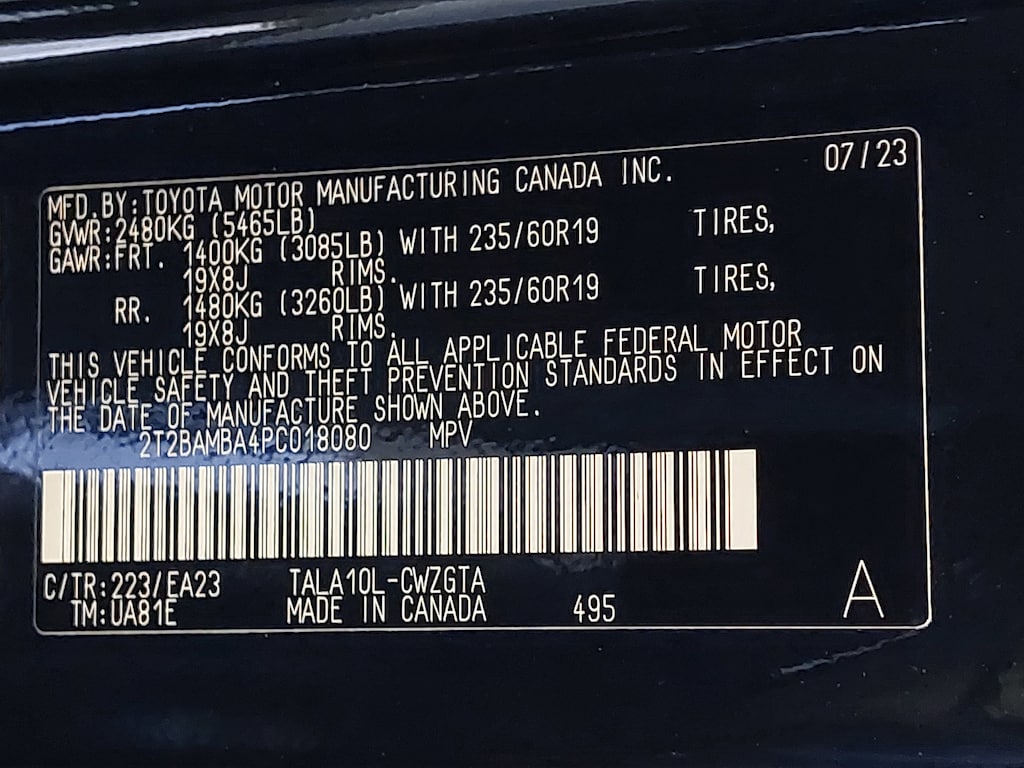 07/23
MFD.BY:TOYOTA MOTOR MANUFACTURING CANADA INC.
GVWR:2480KG (5465LB)
GAWR:FRT. 1400KG (3085LB) WITH 235/60R19 TIRES,
19X8J RIMS.
RR. 1480KG (3260LB) WITH 235/60R19 TIRES,
19X8J RIMS.
THIS VEHICLE CONFORMS TO ALL APPLICABLE FEDERAL MOTOR
VEHICLE SAFETY AND THEFT PREVENTION STANDARDS IN EFFECT ON
THE DATE OF MANUFACTURE SHOWN ABOVE.
2T2BAMBA4PC018080 MPV
C/TR:223/EA23 TALA10L-CWZGTA
TM:UA81E MADE IN CANADA 495
A